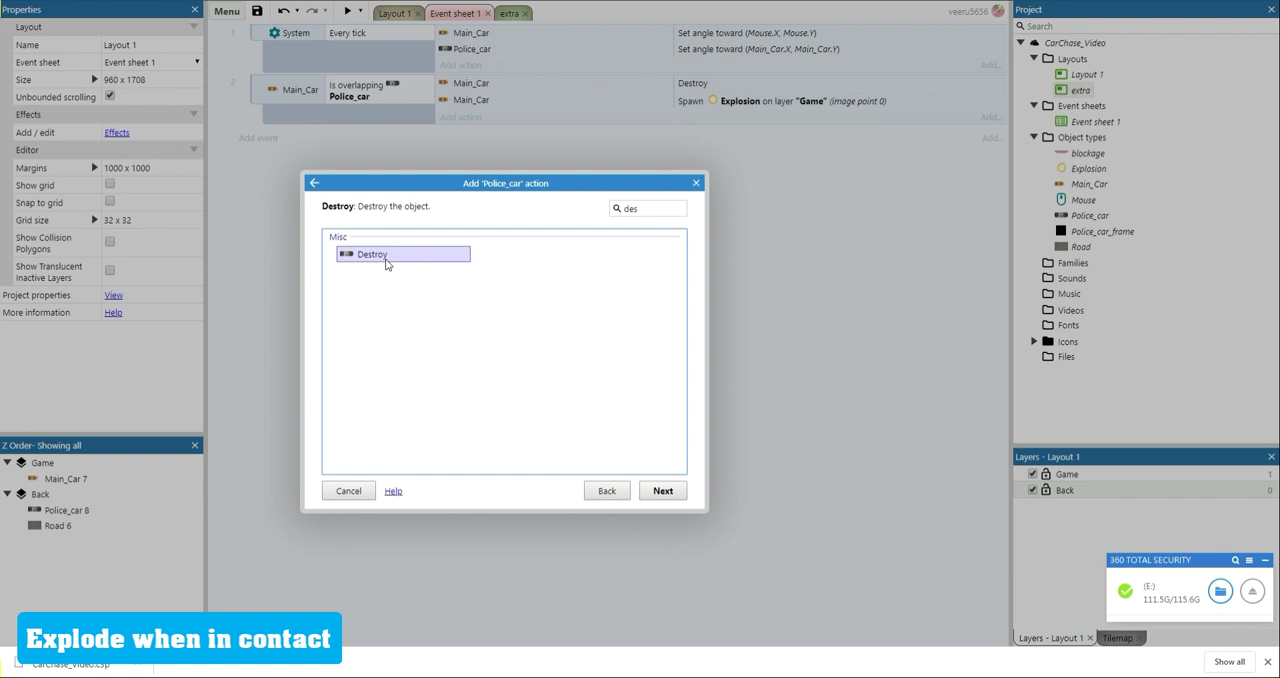 Properties
Layout
Name Layout 1
Event sheet Event sheet 1
Size 960 x 1708
Unbounded scrolling
Effects
Add / edit Effects
Editor
Margins 1000 x 1000
Show grid
Snap to grid
Grid size 32 x 32
Show Collision
Polygons
Show Translucent
Inactive Layers
Project properties View
More information Help
Z Order- Showing all
Game
Main_Car 7
Back
Police_car 8
Road 6
Menu
Layout 1
Event sheet 1
extra
veeru5656
1 System Every tick Main_Car Set angle toward (Mouse.X, Mouse.Y)
Police_car Set angle toward (Main_Car.X, Main_Car.Y)
Add action Add...
2 Main_Car Is overlapping Police_car Main_Car Destroy
Main_Car Spawn Explosion on layer "Game" (image point 0)
Add action Add...
Add event Add...
Add 'Police_car' action
Destroy: Destroy the object.
des
Misc
Destroy
Cancel Help Back Next
Project
Search
CarChase_Video
Layouts
Layout 1
extra
Event sheets
Event sheet 1
Object types
blockage
Explosion
Main_Car
Mouse
Police_car
Police_car_frame
Road
Families
Sounds
Music
Videos
Fonts
Icons
Files
Layers - Layout 1
Game 1
Back 0
360 TOTAL SECURITY
(E:)
111.5G/115.6G
Layers - Layout 1 Tilemap
Explode when in contact
CarChase_Video.c3p
Show all